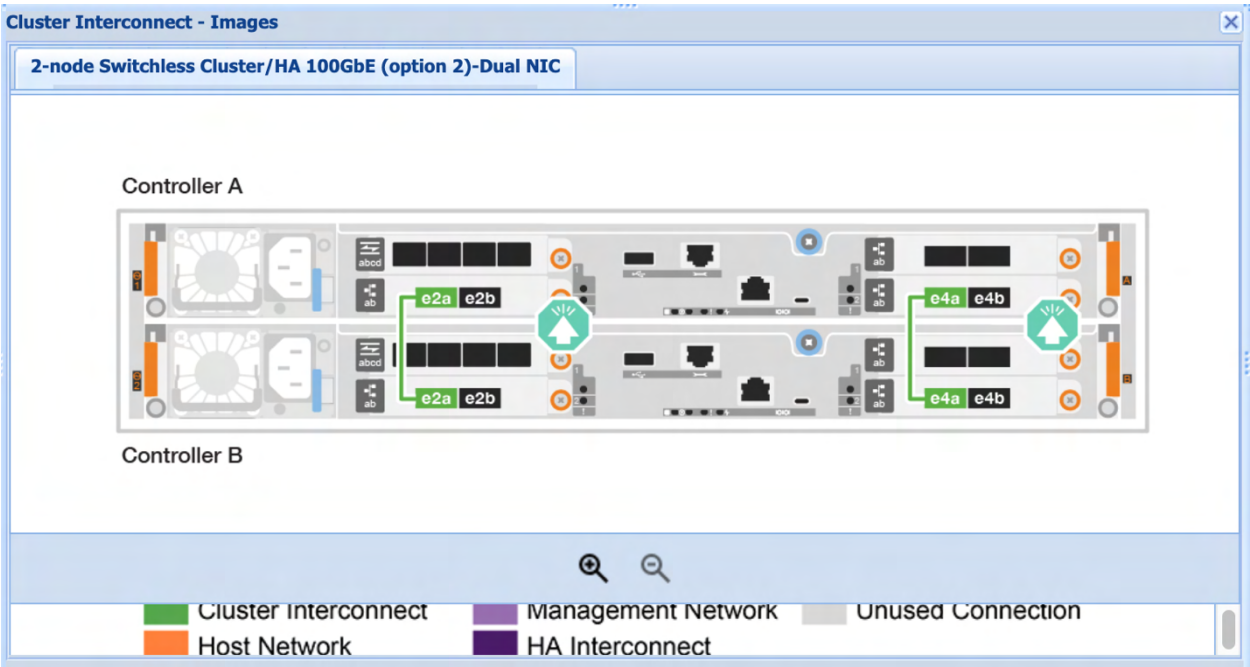 Cluster Interconnect - Images
2-node Switchless Cluster/HA 100GbE (option 2)-Dual NIC
Controller A
abcd
ab
ab
e2a e2b
ab
e4a e4b
A
abcd
ab
ab
e2a e2b
ab
e4a e4b
B
Controller B
Cluster Interconnect Management Network Unused Connection
Host Network HA Interconnect